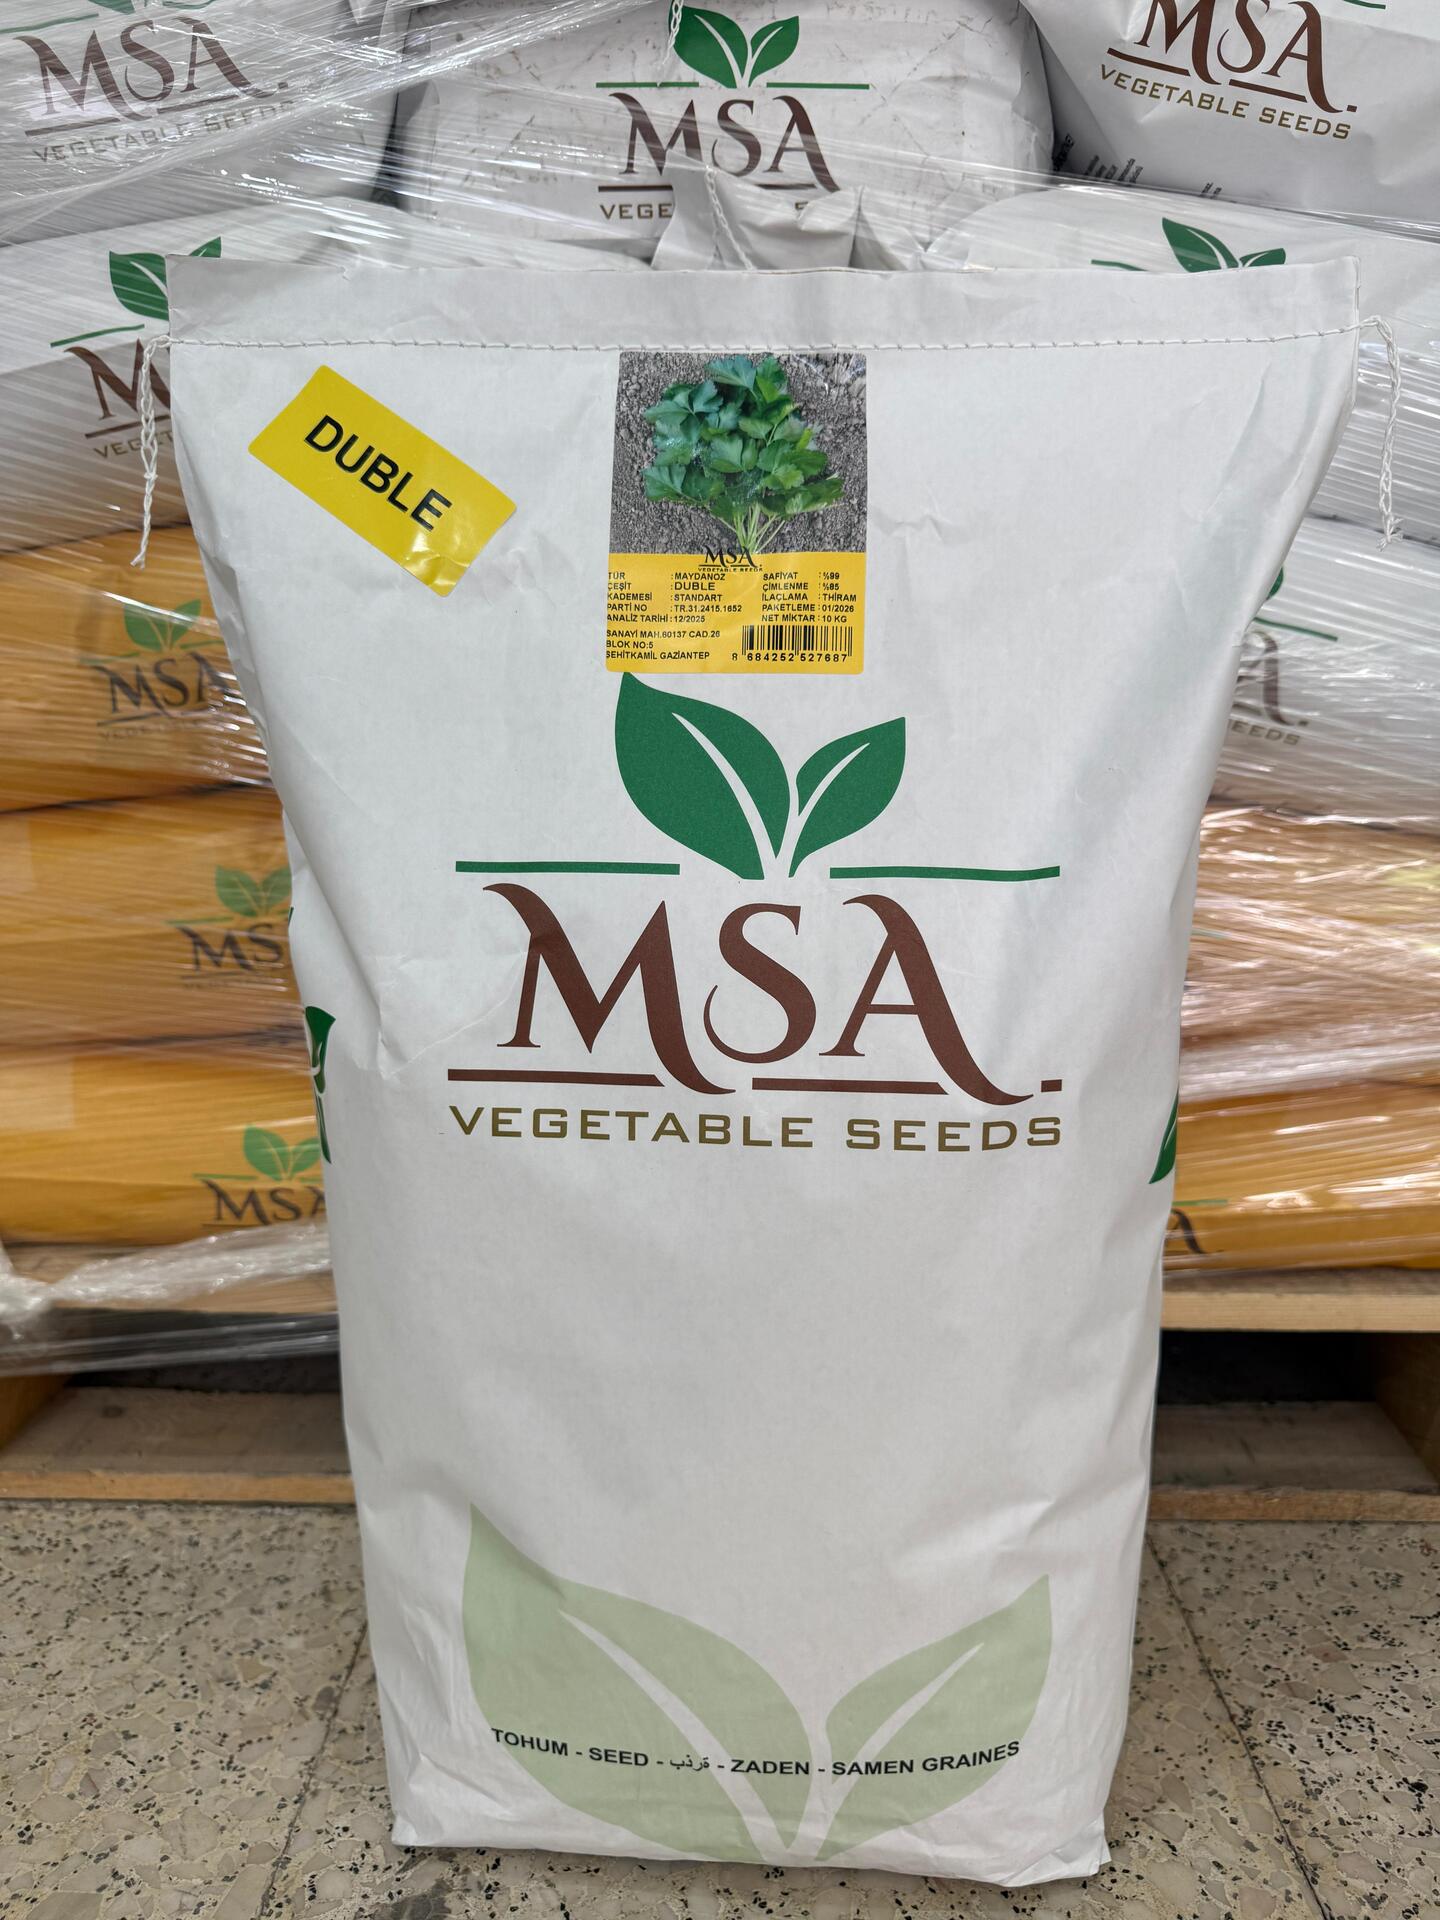 MSA
VEGETABLE SEEDS
MSA
VEGE
MSA.
VEGETABLE SEEDS
DUBLE
MSA.
VEGETABLE SEEDS
TÜR : MAYDANOZ SAFİYAT : %99
ÇEŞİT : DUBLE ÇİMLENME : %85
KADEMESİ : STANDART İLAÇLAMA : THİRAM
PARTİ NO : TR.31.2415.1652 PAKETLEME : 01/2026
ANALİZ TARİHİ : 12/2025 NET MİKTAR : 10 KG
SANAYİ MAH.60137 CAD.26
BLOK NO:5
ŞEHİTKAMİL GAZİANTEP 8 684252 527687
MSA.
VEGETABLE SEEDS
TOHUM - SEED - بذرة - ZADEN - SAMEN GRAINES